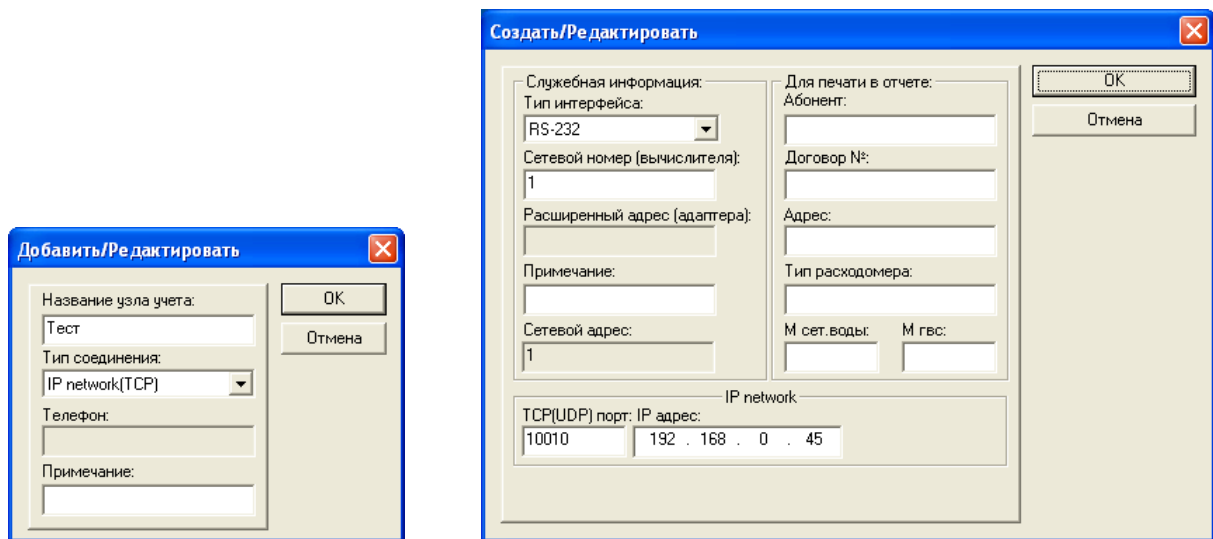 Добавить/Редактировать
Название узла учета:
OK
Тест
Отмена
Тип соединения:
IP network(TCP)
Телефон:
Примечание:
Создать/Редактировать
Служебная информация:
Тип интерфейса:
RS-232
Сетевой номер (вычислителя):
1
Расширенный адрес (адаптера):
Примечание:
Сетевой адрес:
1
Для печати в отчете:
Абонент:
Договор №:
Адрес:
Тип расходомера:
М сет.воды: М гвс:
IP network
TCP(UDP) порт: IP адрес:
10010 192 . 168 . 0 . 45
OK
Отмена